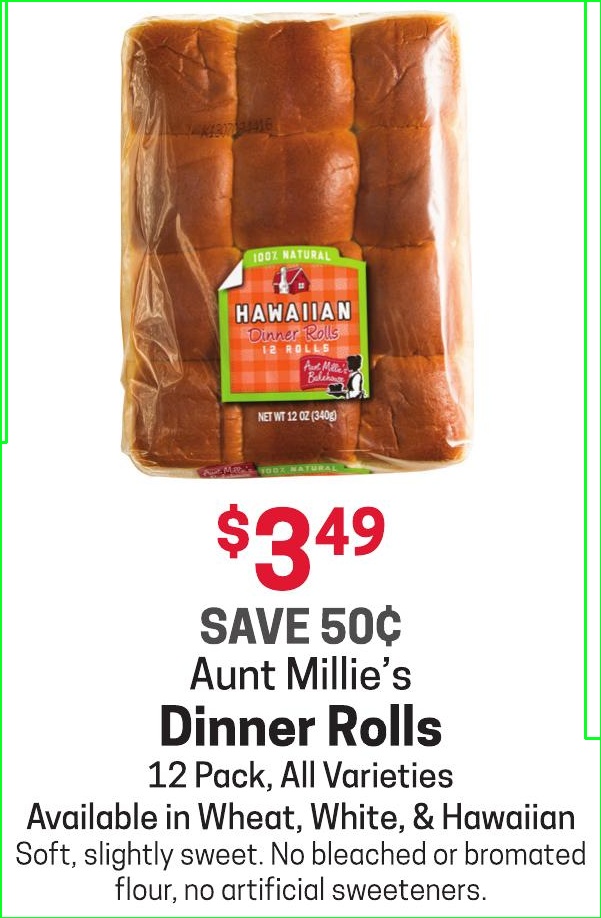 100% NATURAL
HAWAIIAN
Dinner Rolls
12 ROLLS
Aunt Millie's
Bakehouse
NET WT 12 OZ (340g)
Aunt Millie's
100% NATURAL
$3.49
SAVE 50¢
Aunt Millie’s
Dinner Rolls
12 Pack, All Varieties
Available in Wheat, White, & Hawaiian
Soft, slightly sweet. No bleached or bromated
flour, no artificial sweeteners.